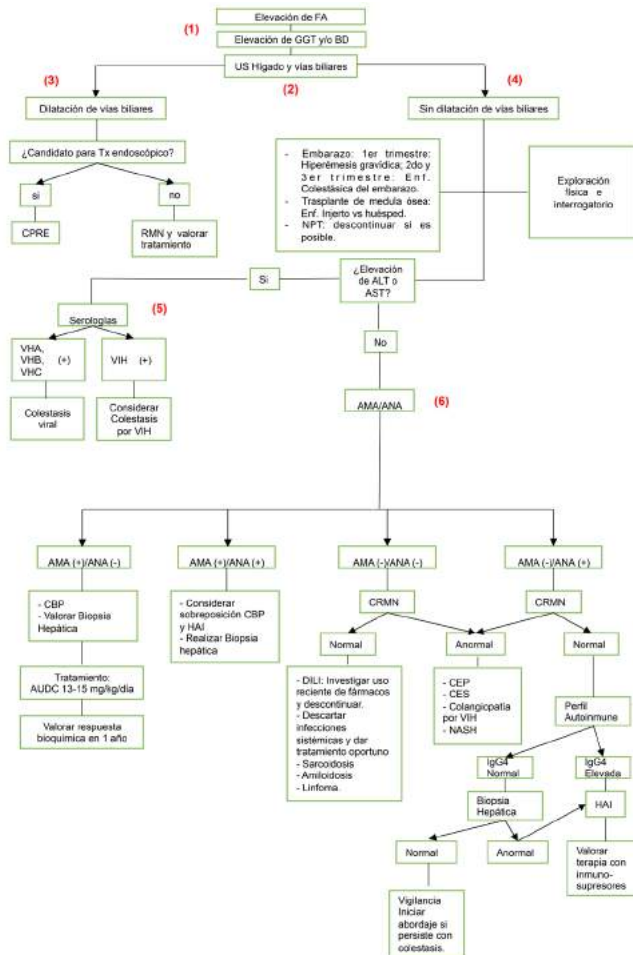 Elevación de FA
(1)
Elevación de GGT y/o BD
US Hígado y vías biliares
(2)
(3)
(4)
Dilatación de vías biliares
Sin dilatación de vías biliares
¿Candidato para Tx endoscópico?
si
no
CPRE
RMN y valorar
tratamiento
- Embarazo: 1er trimestre:
Hiperémesis gravídica; 2do y
3er trimestre: Enf.
Colestásica del embarazo.
- Trasplante de medula ósea:
Enf. Injerto vs huésped.
- NPT: descontinuar si es
posible.
Exploración
física e
interrogatorio
¿Elevación
de ALT o
AST?
Si
No
(5)
Serologías
VHA,
VHB, (+)
VHC
VIH (+)
Colestasis
viral
Considerar
Colestasis
por VIH
AMA/ANA
(6)
AMA (+)/ANA (-)
AMA (+)/ANA (+)
AMA (-)/ANA (-)
AMA (-)/ANA (+)
- CBP
- Valorar Biopsia
Hepática
Tratamiento:
AUDC 13-15 mg/kg/día
Valorar respuesta
bioquímica en 1 año
- Considerar
sobreposición CBP
y HAI
- Realizar Biopsia
hepática
CRMN
CRMN
Normal
Anormal
Normal
- DILI: Investigar uso
reciente de fármacos
y descontinuar.
- Descartar
infecciones
sistémicas y dar
tratamiento oportuno
- Sarcoidosis
- Amiloidosis
- Linfoma
- CEP
- CES
- Colangicpatía
por VIH
- NASH
Perfil
Autoinmune
IgG4
Normal
IgG4
Elevada
Biopsia
Hepática
HAI
Normal
Anormal
Valorar
terapia con
inmuno-
supresores
Vigilancia
Iniciar
abordaje si
persiste con
colestasis.